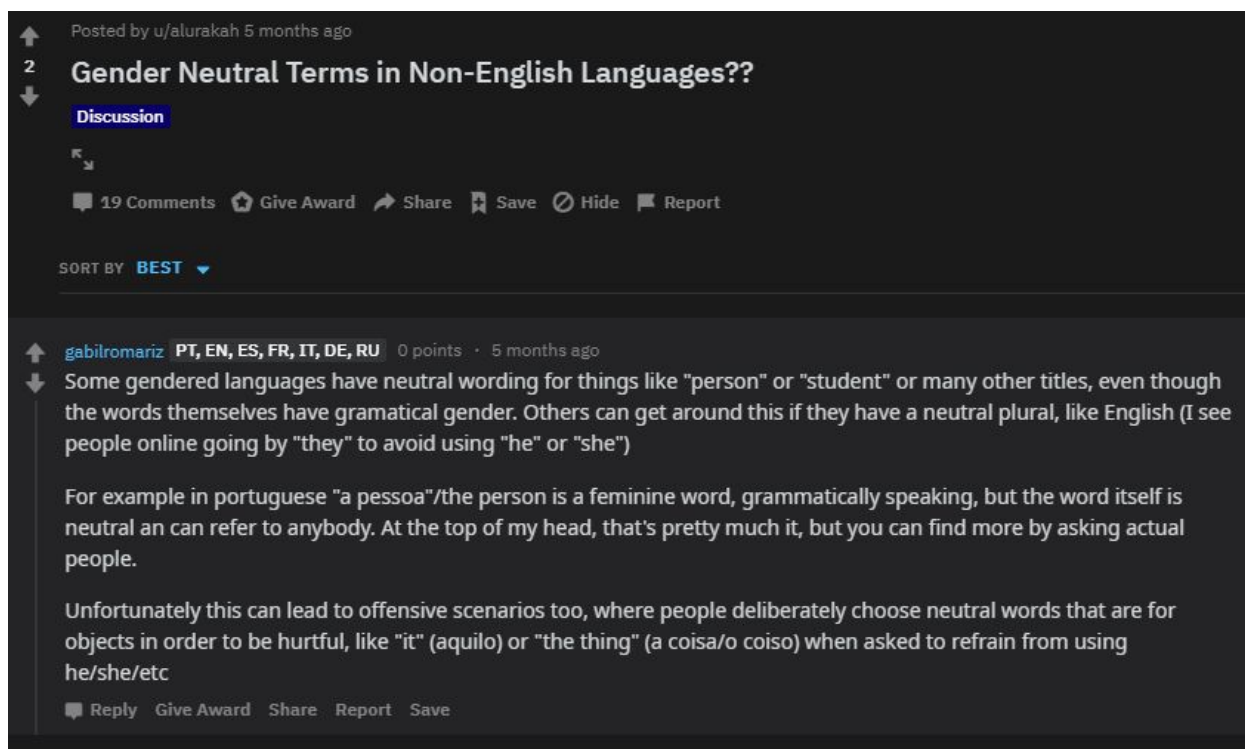 Posted by u/alurakah 5 months ago
2
Gender Neutral Terms in Non-English Languages??
Discussion
19 Comments Give Award Share Save Hide Report
SORT BY BEST
gabilromariz PT, EN, ES, FR, IT, DE, RU 0 points · 5 months ago
Some gendered languages have neutral wording for things like "person" or "student" or many other titles, even though
the words themselves have gramatical gender. Others can get around this if they have a neutral plural, like English (I see
people online going by "they" to avoid using "he" or "she")
For example in portuguese "a pessoa"/the person is a feminine word, grammatically speaking, but the word itself is
neutral an can refer to anybody. At the top of my head, that's pretty much it, but you can find more by asking actual
people.
Unfortunately this can lead to offensive scenarios too, where people deliberately choose neutral words that are for
objects in order to be hurtful, like "it" (aquilo) or "the thing" (a coisa/o coiso) when asked to refrain from using
he/she/etc
Reply Give Award Share Report Save